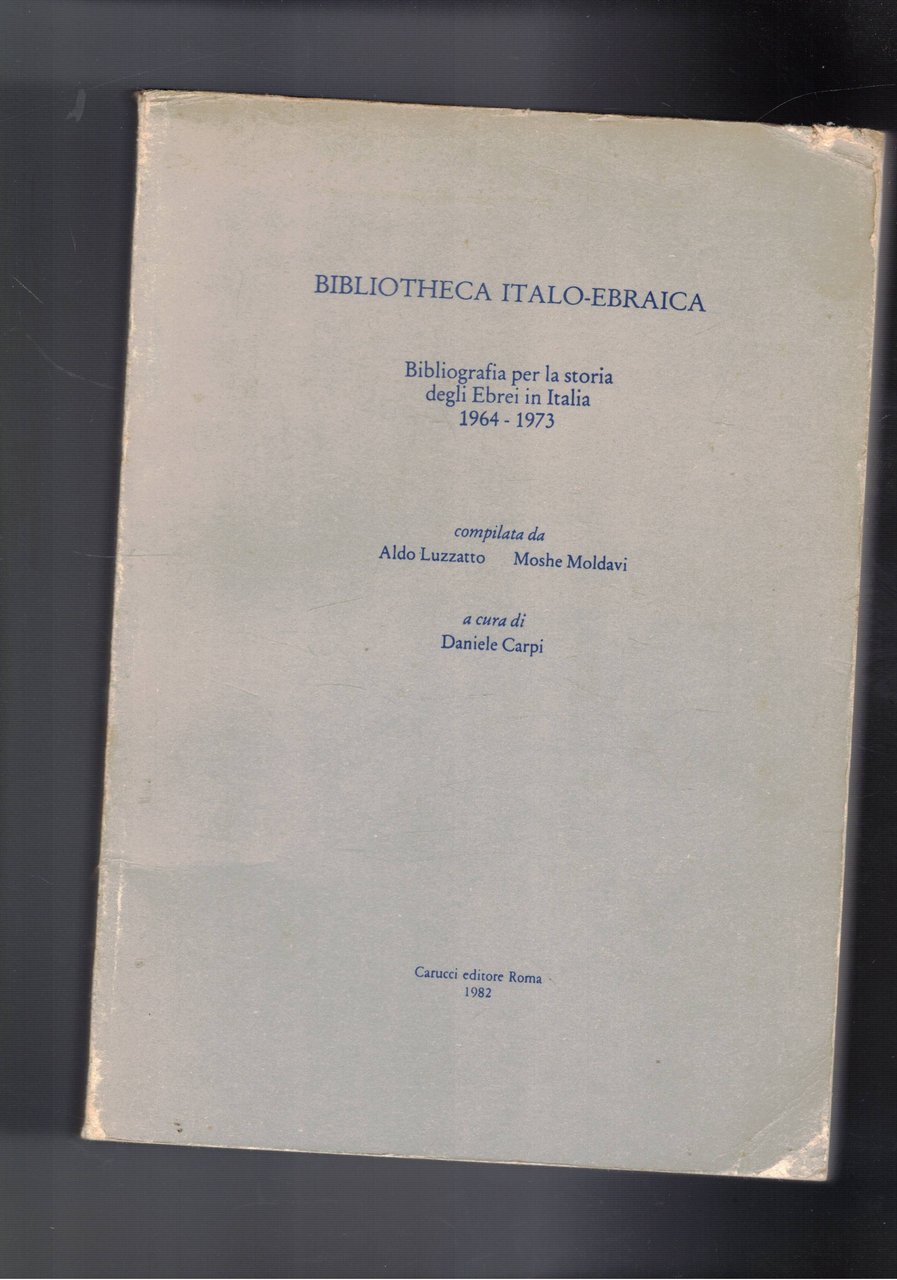 BIBLIOTHECA ITALO-EBRAICA
Bibliografia per la storia
degli Ebrei in Italia
1964 - 1973
compilata da
Aldo Luzzatto Moshe Moldavi
a cura di
Daniele Carpi
Carucci editore Roma
1982